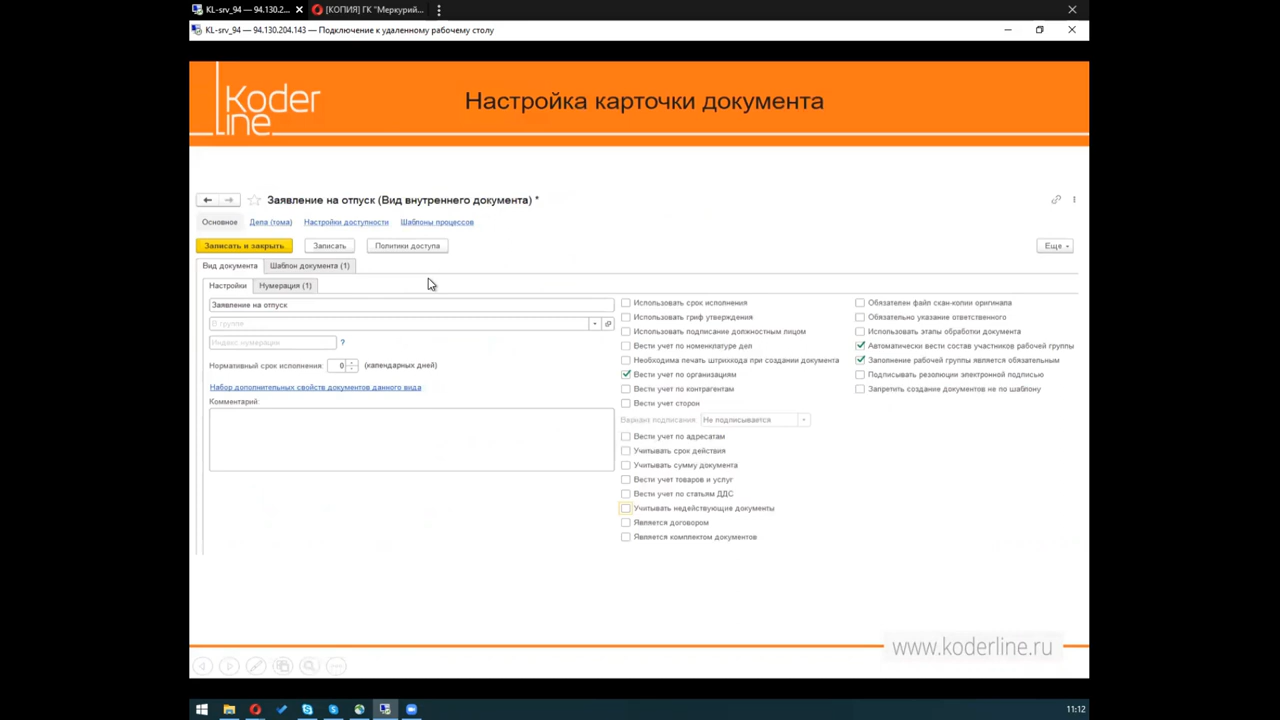 KL-srv_94 — 94.130.2...
[КОПИЯ] ГК "Меркурий...
KL-srv_94 — 94.130.204.143 — Подключение к удаленному рабочему столу
Koder
line
Настройка карточки документа
Заявление на отпуск (Вид внутреннего документа) *
Основное Дела (тома) Настройки доступности Шаблоны процессов
Записать и закрыть Записать Политики доступа Еще
Вид документа Шаблон документа (1)
Настройки Нумерация (1)
Заявление на отпуск
В группе
Индекс нумерации ?
Нормативный срок исполнения: 0 (календарных дней)
Набор дополнительных свойств документов данного вида
Комментарий:
Использовать срок исполнения
Использовать гриф утверждения
Использовать подписание должностным лицом
Вести учет по номенклатуре дел
Необходима печать штрихкода при создании документа
Вести учет по организациям
Вести учет по контрагентам
Вести учет сторон
Вариант подписания: Не подписывается
Вести учет по адресатам
Учитывать срок действия
Учитывать сумму документа
Вести учет товаров и услуг
Вести учет по статьям ДДС
Учитывать недействующие документы
Является договором
Является комплектом документов
Обязателен файл скан-копии оригинала
Обязательно указание ответственного
Использовать этапы обработки документа
Автоматически вести состав участников рабочей группы
Заполнение рабочей группы является обязательным
Подписывать резолюции электронной подписью
Запретить создание документов не по шаблону
www.koderline.ru
11:12